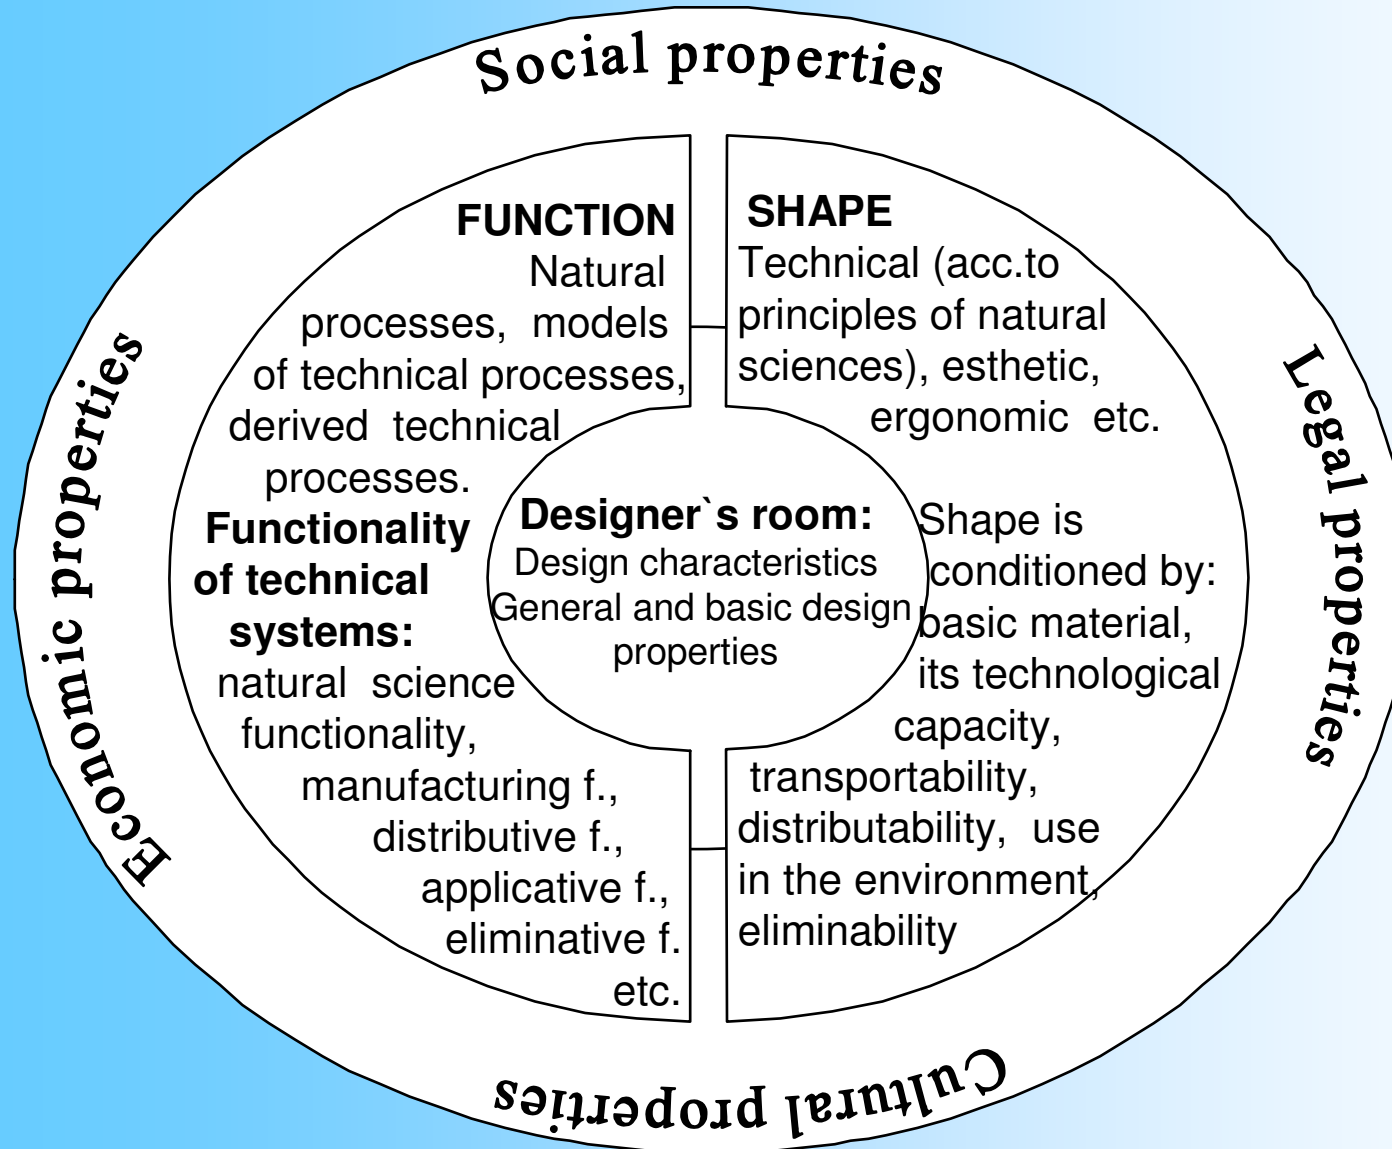 Social properties
FUNCTION
Natural
processes, models
of technical processes,
derived technical
processes.
Functionality
of technical
systems:
natural science
functionality,
manufacturing f.,
distributive f.,
applicative f.,
eliminative f.
etc.
SHAPE
Technical (acc.to
principles of natural
sciences), esthetic,
ergonomic etc.
Shape is
conditioned by:
basic material,
its technological
capacity,
transportability,
distributability, use
in the environment,
eliminability
Designer`s room:
Design characteristics
General and basic design
properties
Economic properties
Legal properties
Cultural properties